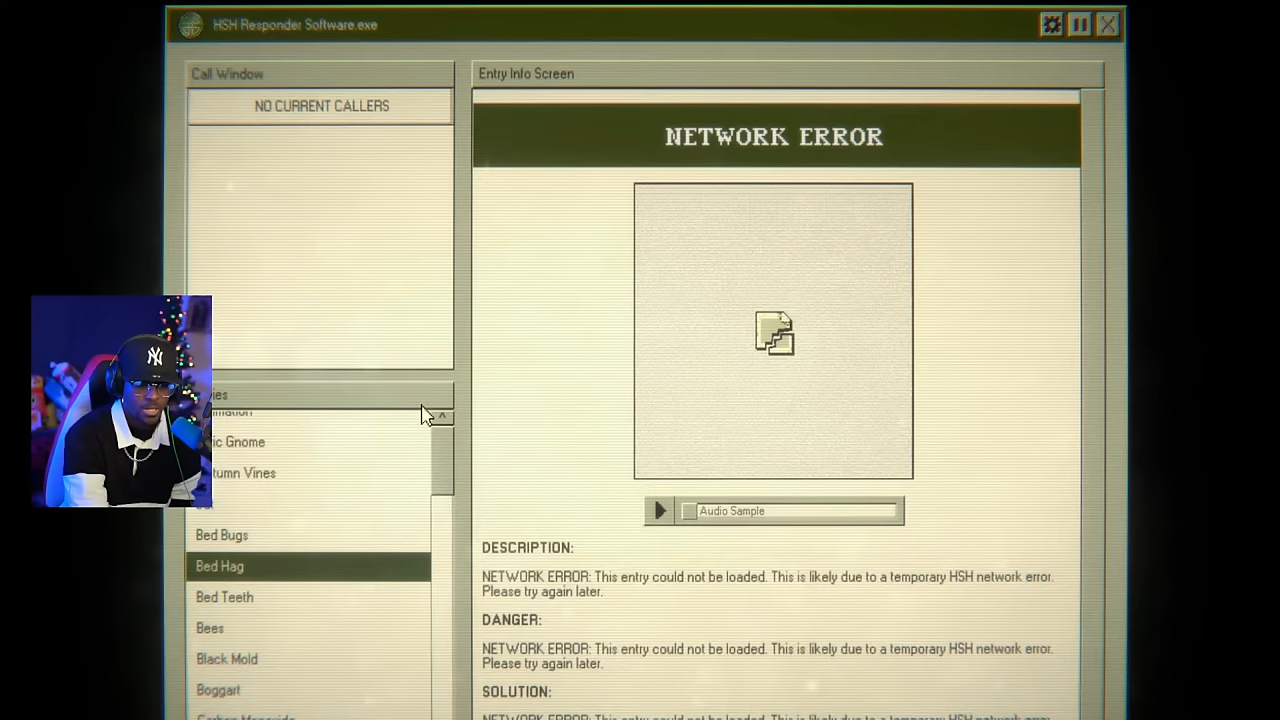 HSH Responder Software.exe
Call Window
NO CURRENT CALLERS
Entry Info Screen
NETWORK ERROR
Audio Sample
DESCRIPTION:
NETWORK ERROR: This entry could not be loaded. This is likely due to a temporary HSH network error.
Please try again later.
DANGER:
NETWORK ERROR: This entry could not be loaded. This is likely due to a temporary HSH network error.
Please try again later.
SOLUTION:
Gnome
Vines
Bed Bugs
Bed Hag
Bed Teeth
Bees
Black Mold
Boggart
NY